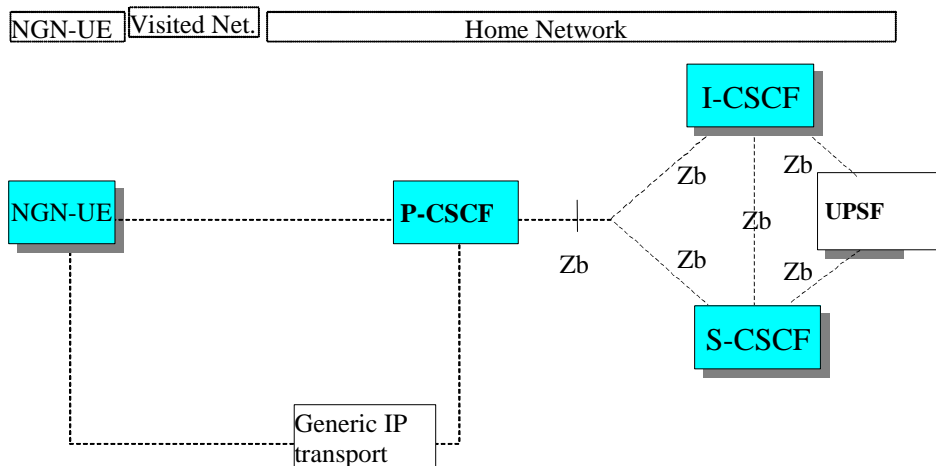 NGN-UE
Visited Net.
Home Network
I-CSCF
Zb
Zb
NGN-UE
P-CSCF
Zb
UPSF
Zb
Zb
Zb
S-CSCF
Generic IP
transport